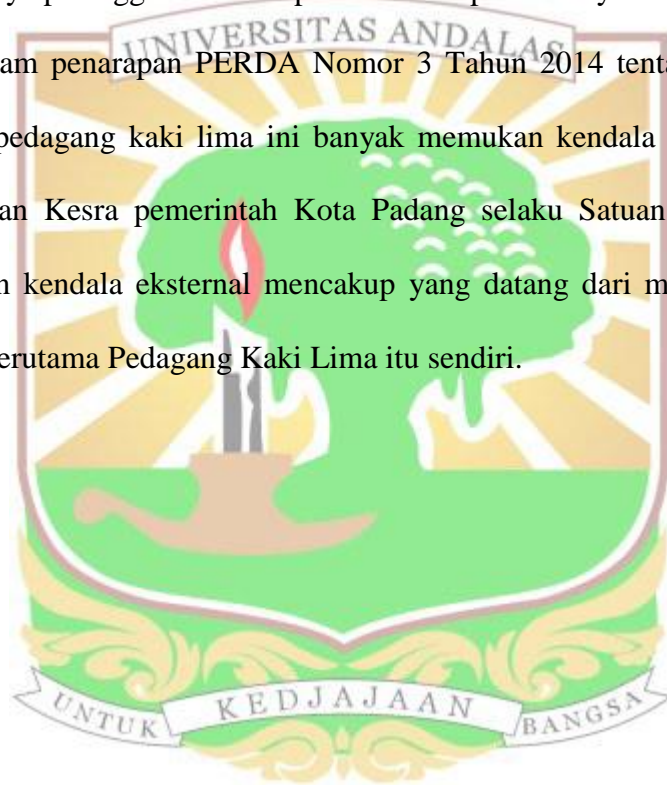 UNIVERSITAS ANDALAS
am penarapan PERDA Nomor 3 Tahun 2014 tenta
pedagang kaki lima ini banyak memukan kendala
an Kesra pemerintah Kota Padang selaku Satuan
n kendala eksternal mencakup yang datang dari m
erutama Pedagang Kaki Lima itu sendiri.
UNTUK KEDJAJAAN BANGSA